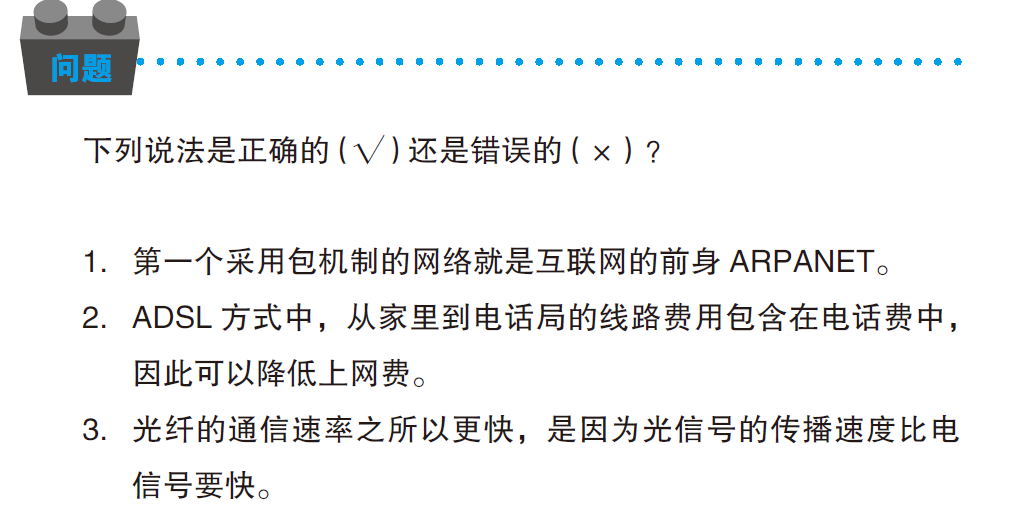 问题
下列说法是正确的(√)还是错误的(×)?
1. 第一个采用包机制的网络就是互联网的前身 ARPANET。
2. ADSL 方式中，从家里到电话局的线路费用包含在电话费中，
因此可以降低上网费。
3. 光纤的通信速率之所以更快，是因为光信号的传播速度比电
信号要快。